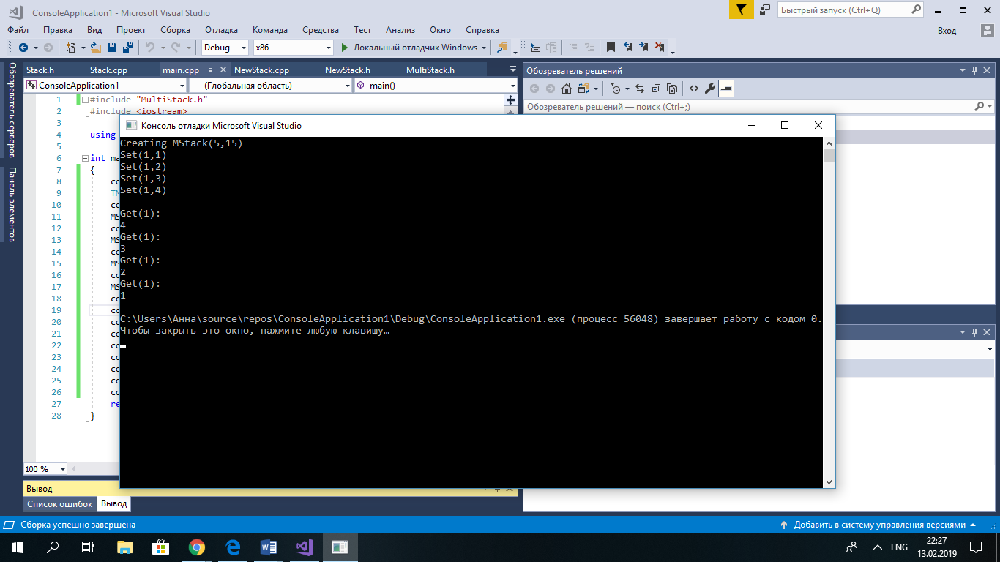 ConsoleApplication1 - Microsoft Visual Studio
Быстрый запуск (Ctrl+Q)
Файл Правка Вид Проект Сборка Отладка Команда Средства Тест Анализ Окно Справка
Вход
Debug x86 Локальный отладчик Windows
Обозреватель серверов
Панель элементов
Stack.h Stack.cpp main.cpp NewStack.cpp NewStack.h MultiStack.h
ConsoleApplication1 (Глобальная область) main()
Обозреватель решений
Обозреватель решений — поиск (Ctrl+;)
1 #include "MultiStack.h"
2 #include <iostream>
3
4 using
5
6 int ma
7 {
8 co
9 TM
10 co
11 MS
12 co
13 MS
14 co
15 MS
16 co
17 MS
18 co
19 co
20 co
21 co
22 co
23 co
24 co
25 co
26 co
27 re
28 }
Консоль отладки Microsoft Visual Studio
Creating MStack(5,15)
Set(1,1)
Set(1,2)
Set(1,3)
Set(1,4)
Get(1):
4
Get(1):
3
Get(1):
2
Get(1):
1
C:\Users\Анна\source\repos\ConsoleApplication1\Debug\ConsoleApplication1.exe (процесс 56048) завершает работу с кодом 0.
Чтобы закрыть это окно, нажмите любую клавишу…
100 %
Вывод
Список ошибок Вывод
Сборка успешно завершена
Добавить в систему управления версиями
ENG
22:27
13.02.2019